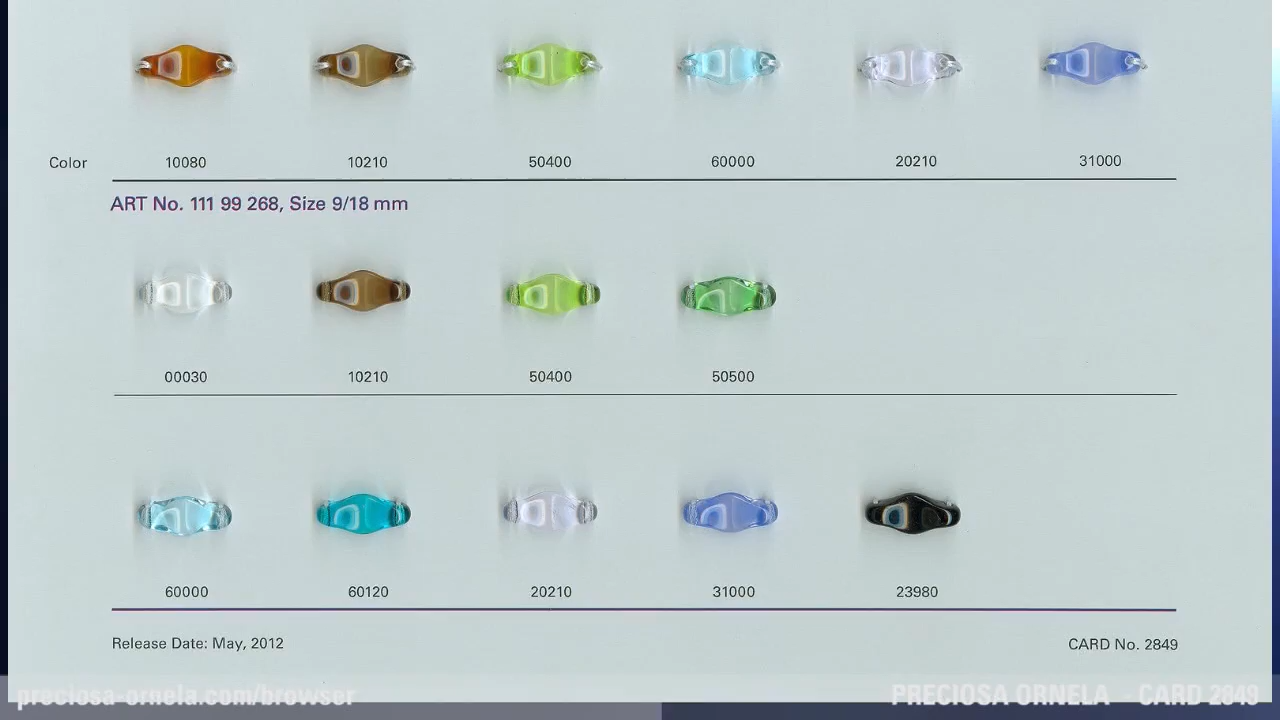 Color 10080 10210 50400 60000 20210 31000
ART No. 111 99 268, Size 9/18 mm
00030 10210 50400 50500
60000 60120 20210 31000 23980
Release Date: May, 2012 CARD No. 2849
preciosa-ornela.com/browser PRECIOSA ORNELA - CARD 2849